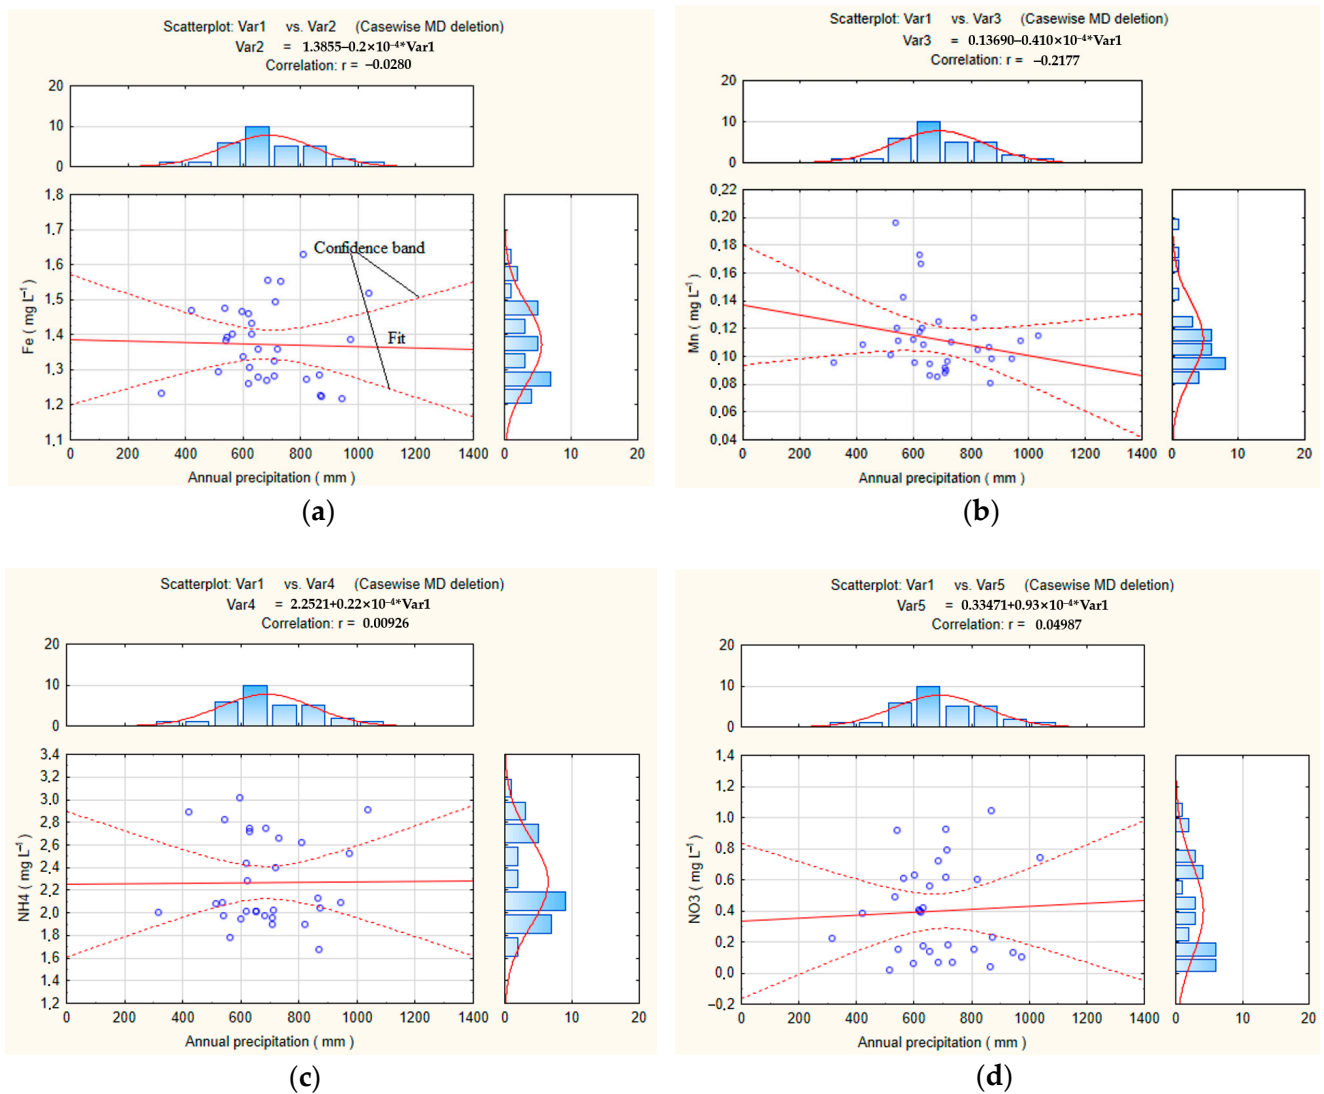 Scatterplot: Var1 vs. Var2 (Casewise MD deletion)
Var2 = 1.3855–0.2×10⁻⁴*Var1
Correlation: r = –0.0280
20
10
0
1.8
1.7
1.6
1.5
1.4
1.3
1.2
1.1
Fe ( mg L⁻¹ )
Confidence band
Fit
0 200 400 600 800 1000 1200 1400 0 10 20
Annual precipitation ( mm )
(a)
Scatterplot: Var1 vs. Var3 (Casewise MD deletion)
Var3 = 0.13690–0.410×10⁻⁴*Var1
Correlation: r = –0.2177
20
10
0
0,20
0,18
0,16
0,14
0,12
0,10
0,08
0,06
0,04
Mn ( mg L⁻¹ )
0 200 400 600 800 1000 1200 1400 0 10 20
Annual precipitation ( mm )
(b)
Scatterplot: Var1 vs. Var4 (Casewise MD deletion)
Var4 = 2.2521+0.22×10⁻⁴*Var1
Correlation: r = 0.00926
20
10
0
3,4
3,2
3,0
2,8
2,6
2,4
2,2
2,0
1,8
1,6
1,4
1,2
NH4 ( mg L⁻¹ )
0 200 400 600 800 1000 1200 1400 0 10 20
Annual precipitation ( mm )
(c)
Scatterplot: Var1 vs. Var5 (Casewise MD deletion)
Var5 = 0.33471+0.93×10⁻⁴*Var1
Correlation: r = 0.04987
20
10
0
1.4
1.2
1.0
0.8
0.6
0.4
0.2
0.0
–0.2
NO3 ( mg L⁻¹ )
0 200 400 600 800 1000 1200 1400 0 10 20
Annual precipitation ( mm )
(d)